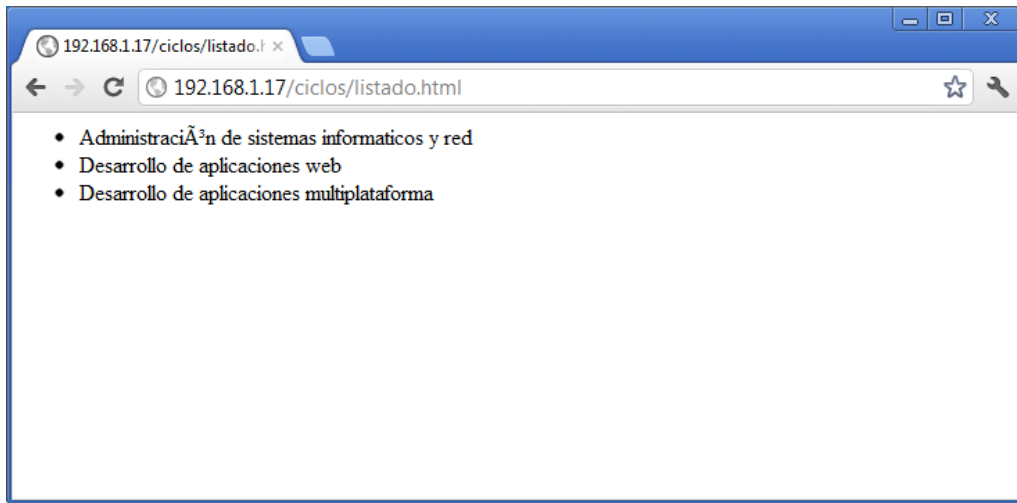 192.168.1.17/ciclos/listado.h
192.168.1.17/ciclos/listado.html
• AdministraciÃ³n de sistemas informaticos y red
• Desarrollo de aplicaciones web
• Desarrollo de aplicaciones multiplataforma